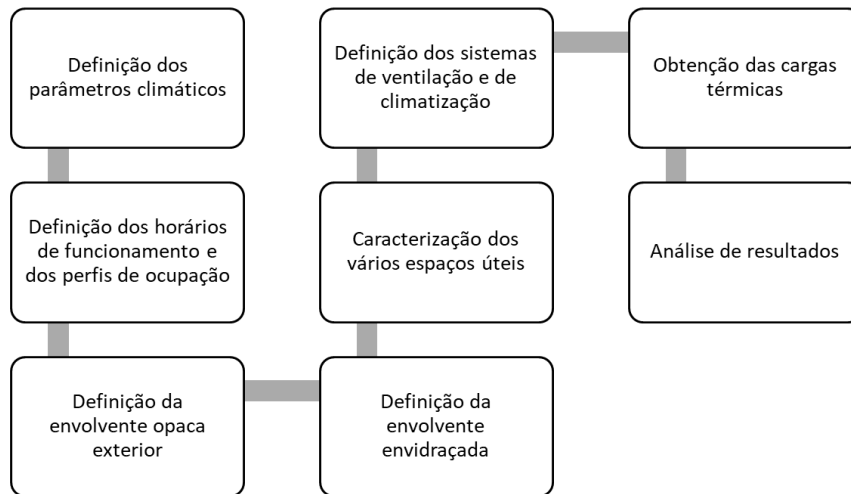 Definição dos
parâmetros climáticos
Definição dos horários
de funcionamento e
dos perfis de ocupação
Definição da
envolvente opaca
exterior
Definição da
envolvente
envidraçada
Caracterização dos
vários espaços úteis
Definição dos sistemas
de ventilação e de
climatização
Obtenção das cargas
térmicas
Análise de resultados